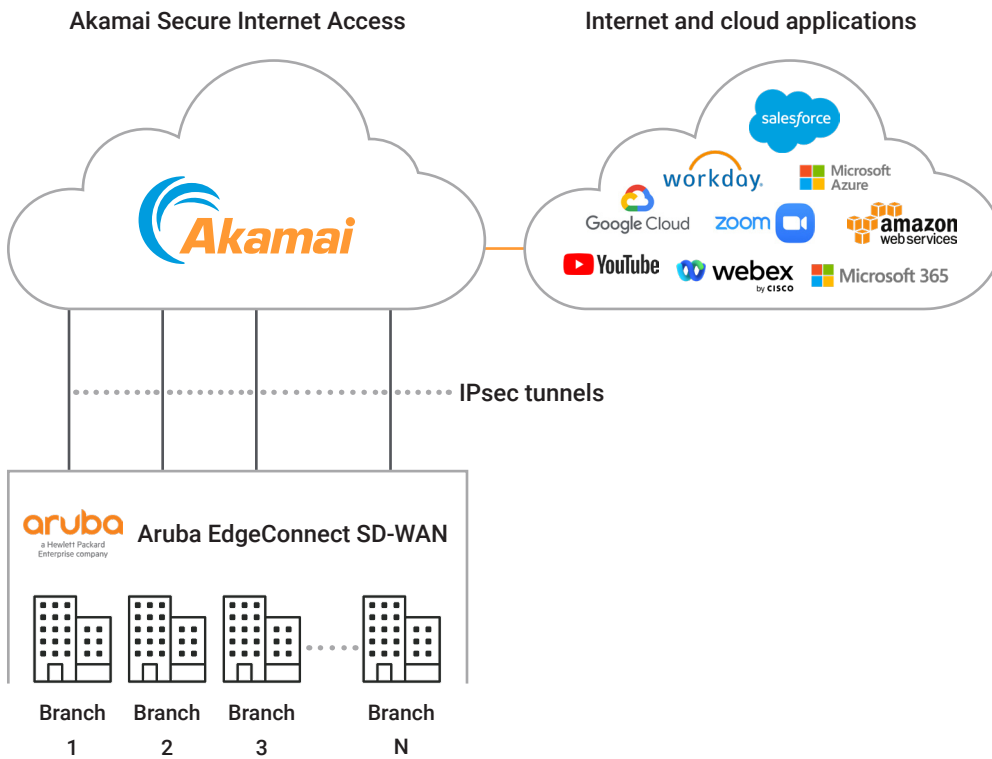 Akamai Secure Internet Access
Internet and cloud applications
Akamai
salesforce
workday.
Microsoft
Azure
Google Cloud
zoom
amazon
web services
YouTube
webex
by CISCO
Microsoft 365
IPsec tunnels
aruba
a Hewlett Packard
Enterprise company
Aruba EdgeConnect SD-WAN
Branch
1
Branch
2
Branch
3
Branch
N